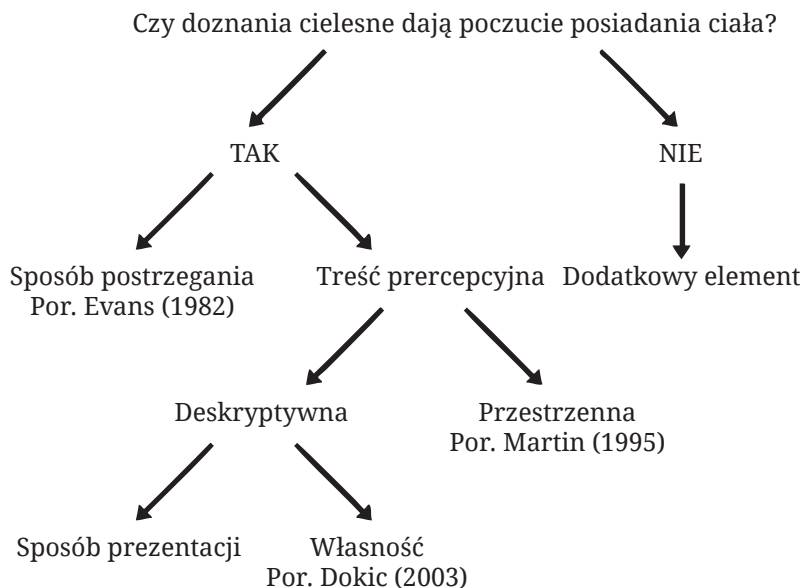 Czy doznania cielesne dają poczucie posiadania ciała?
TAK
NIE
Sposób postrzegania
Por. Evans (1982)
Treść prercepcyjna
Dodatkowy element
Deskryptywna
Przestrzenna
Por. Martin (1995)
Sposób prezentacji
Własność
Por. Dokic (2003)